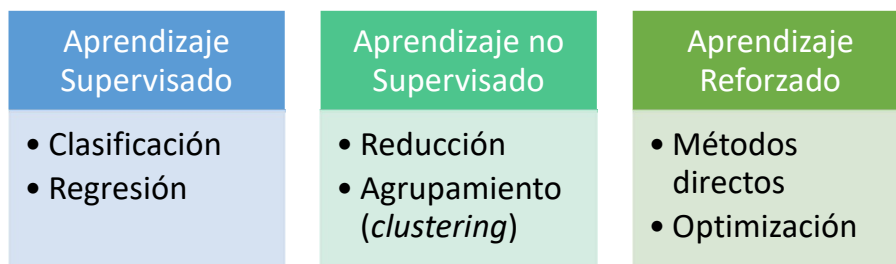 Aprendizaje
Supervisado
• Clasificación
• Regresión
Aprendizaje no
Supervisado
• Reducción
• Agrupamiento
(clustering)
Aprendizaje
Reforzado
• Métodos
directos
• Optimización